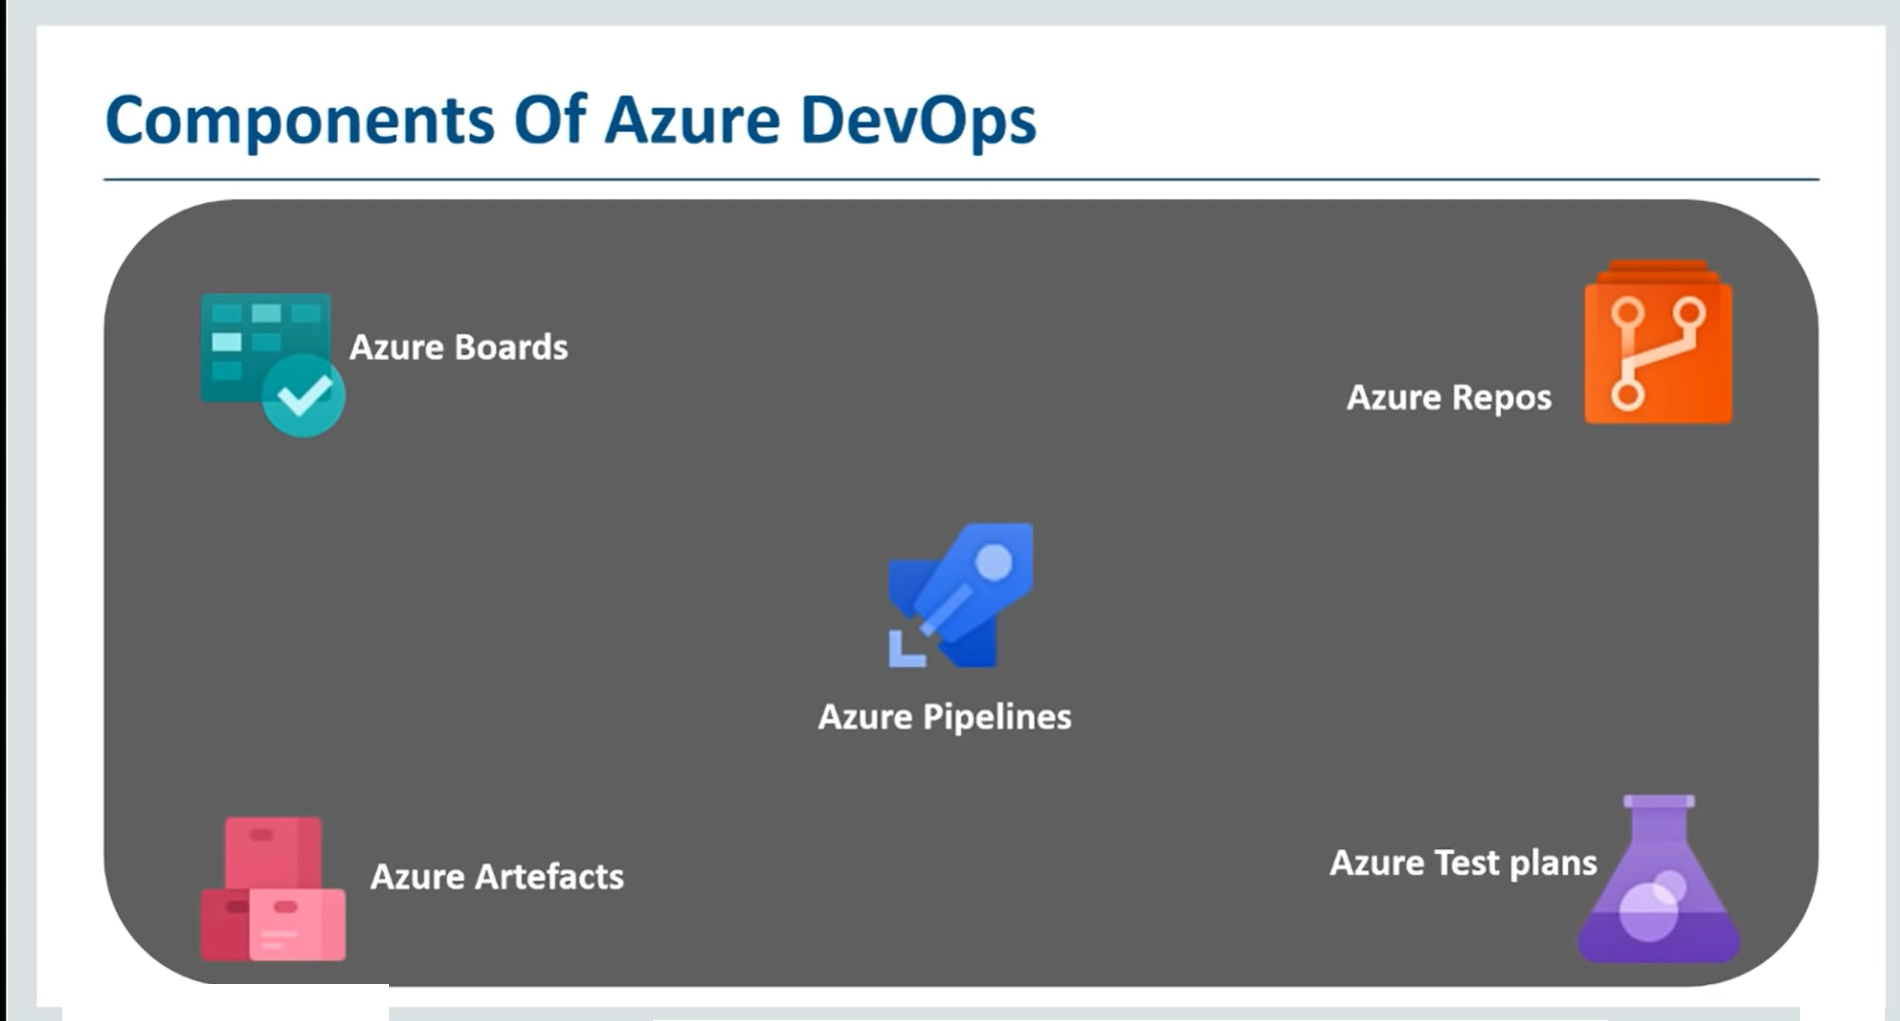 Components Of Azure DevOps
Azure Boards
Azure Repos
Azure Pipelines
Azure Artefacts
Azure Test plans